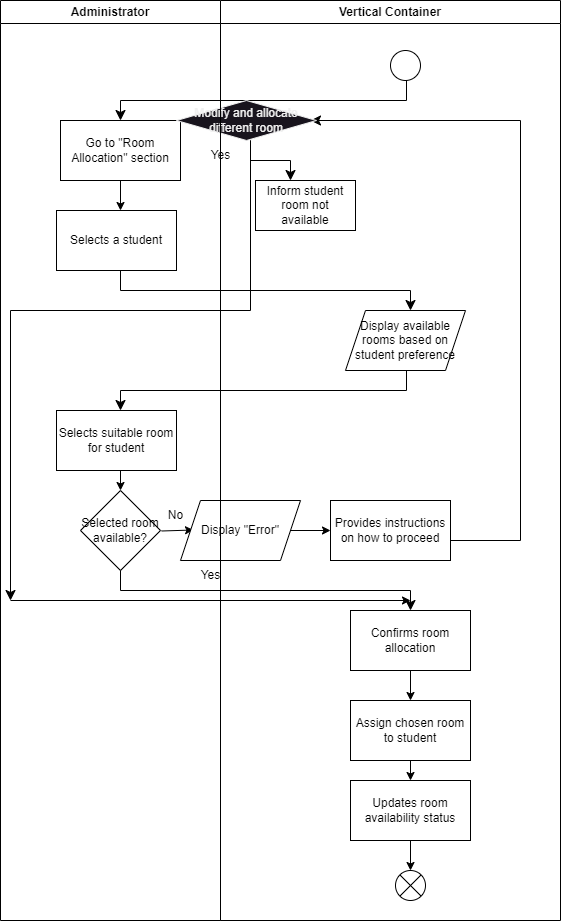 Administrator
Vertical Container
Modify and allocate
different room
Go to "Room
Allocation" section
Yes
Inform student
room not
available
Selects a student
Display available
rooms based on
student preference
Selects suitable room
for student
Selected room
available?
No
Display "Error"
Provides instructions
on how to proceed
Yes
Confirms room
allocation
Assign chosen room
to student
Updates room
availability status